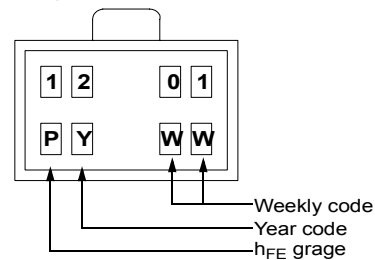 1 2 0 1
P Y W W
Weekly code
Year code
hFE grage